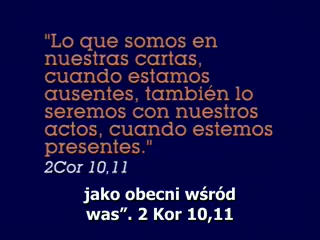 "Lo que somos en
nuestras cartas,
cuando estamos
ausentes, también lo
seremos con nuestros
actos, cuando estemos
presentes."
2Cor 10,11
jako obecni wśród
was”. 2 Kor 10,11